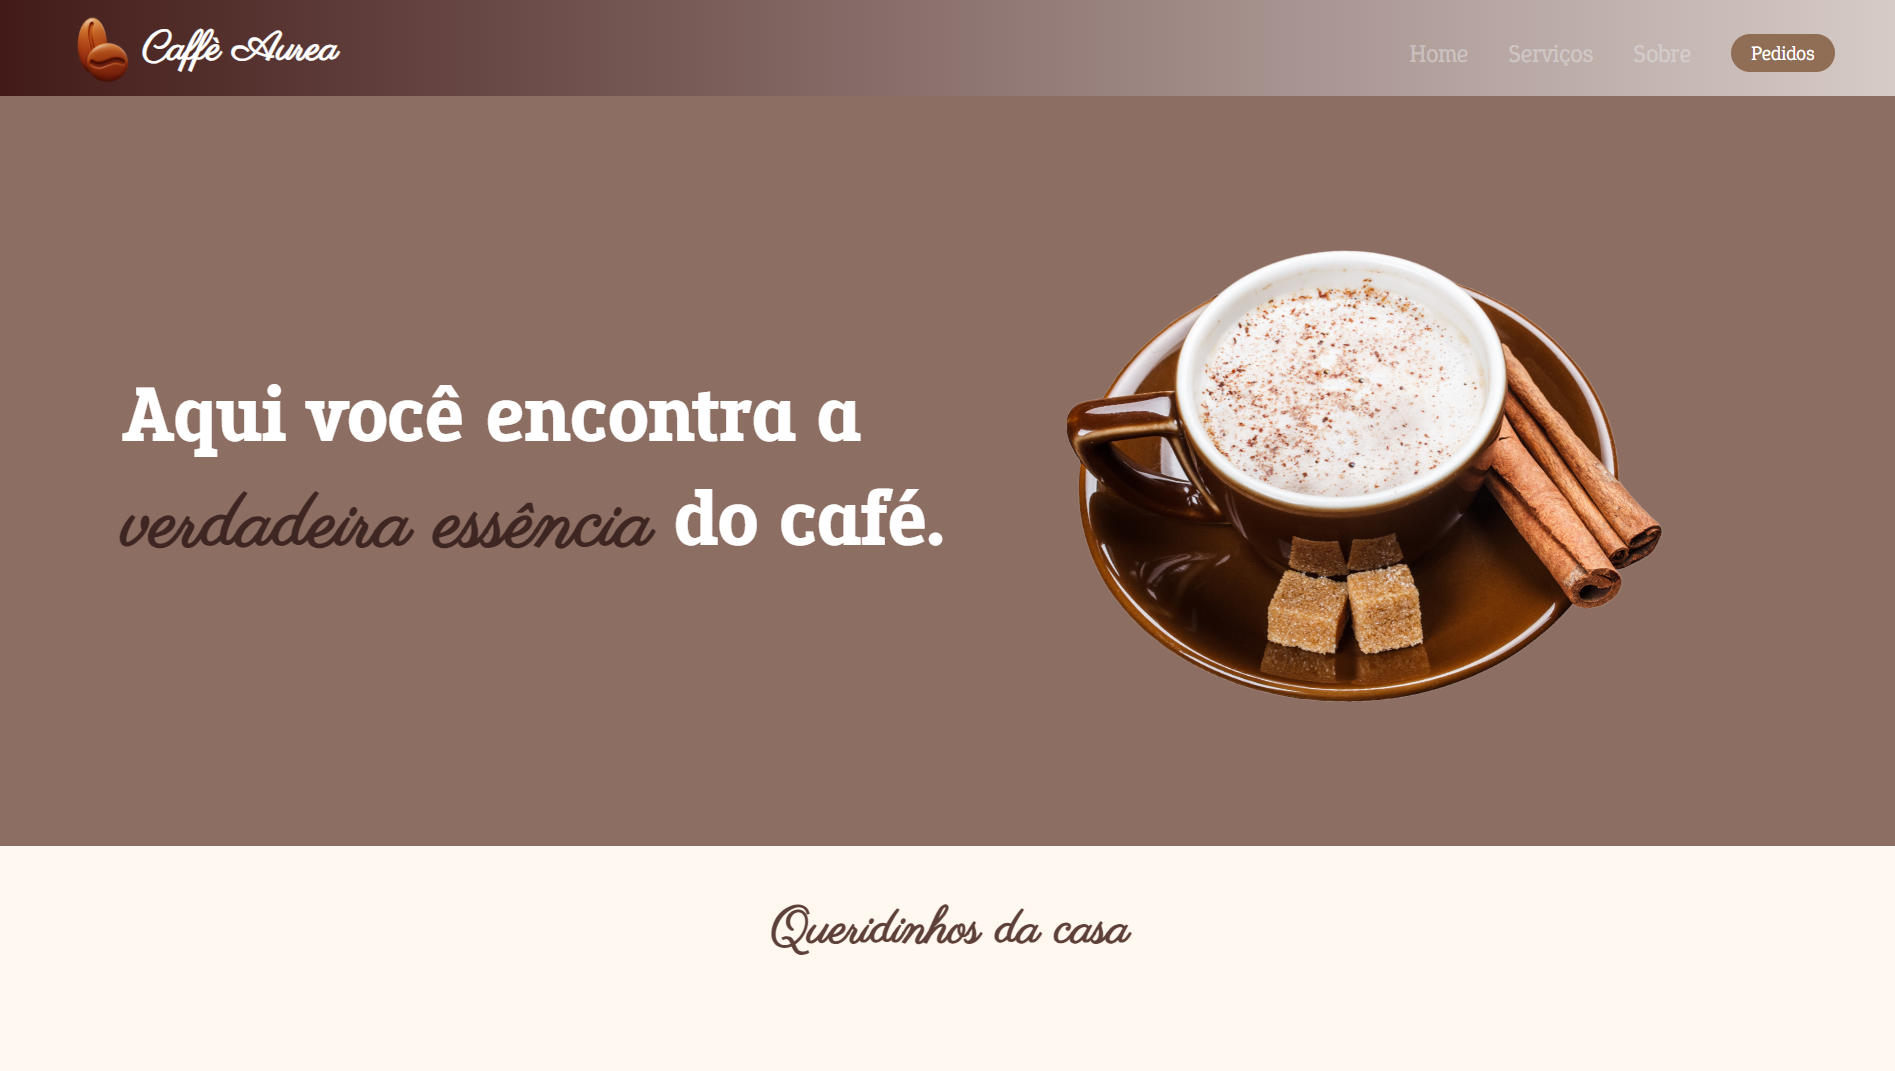 Caffè Aurea
Home Serviços Sobre Pedidos
Aqui você encontra a
verdadeira essência do café.
Queridinhos da casa